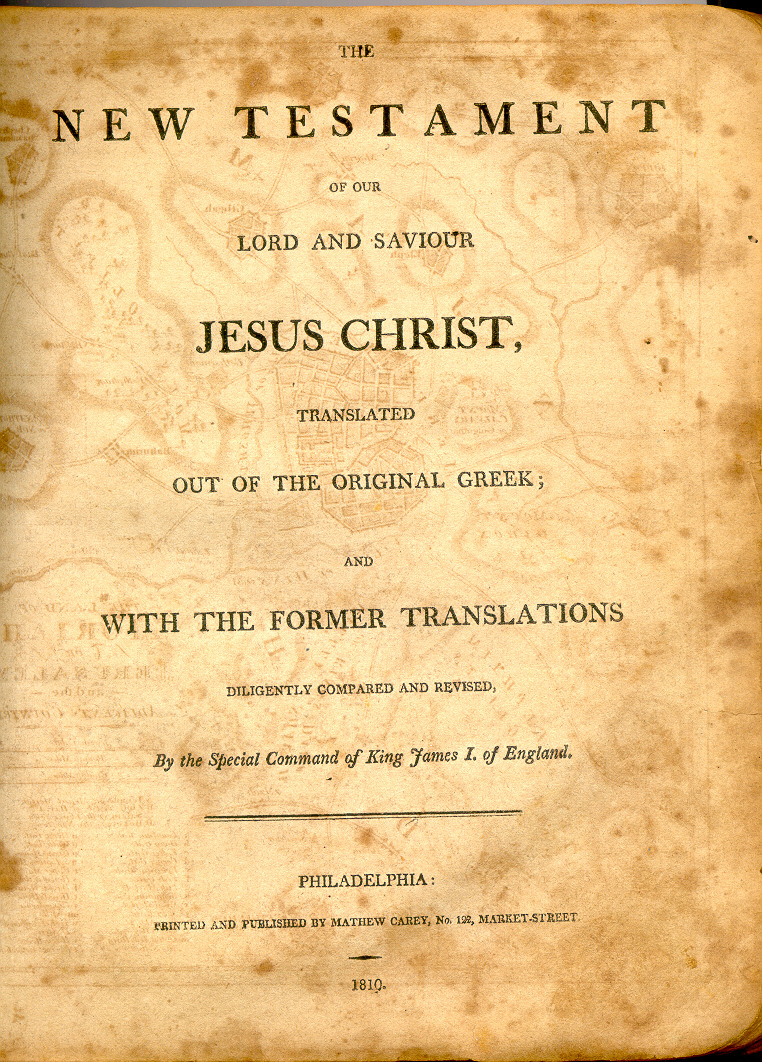 THE
NEW TESTAMENT
OF OUR
LORD AND SAVIOUR
JESUS CHRIST,
TRANSLATED
OUT OF THE ORIGINAL GREEK;
AND
WITH THE FORMER TRANSLATIONS
DILIGENTLY COMPARED AND REVISED,
By the Special Command of King James I. of England.
PHILADELPHIA:
PRINTED AND PUBLISHED BY MATHEW CAREY, No. 122, MARKET-STREET.
1810.